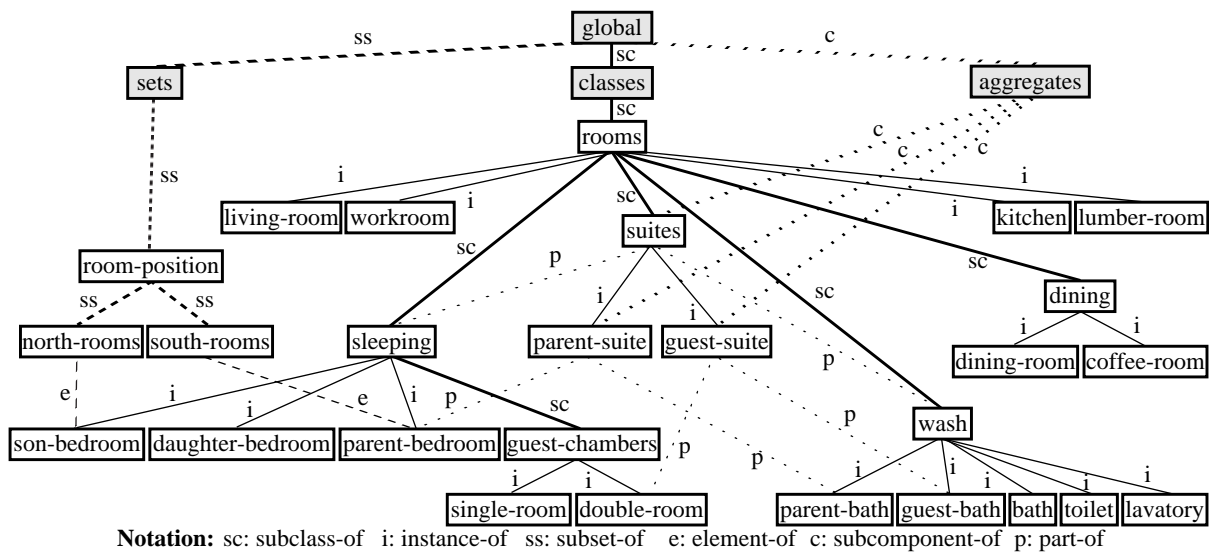 global
ss
c
sc
sets
classes
aggregates
sc
rooms
c
c
c
ss
i
i
sc
i
i
living-room
workroom
kitchen
lumber-room
suites
sc
p
sc
sc
room-position
ss
ss
i
i
dining
north-rooms
south-rooms
sleeping
parent-suite
guest-suite
i
i
p
dining-room
coffee-room
e
i
i
e
i
p
sc
p
son-bedroom
daughter-bedroom
parent-bedroom
guest-chambers
wash
p
p
i
i
i
i
i
i
i
single-room
double-room
parent-bath
guest-bath
bath
toilet
lavatory
Notation: sc: subclass-of i: instance-of ss: subset-of e: element-of c: subcomponent-of p: part-of